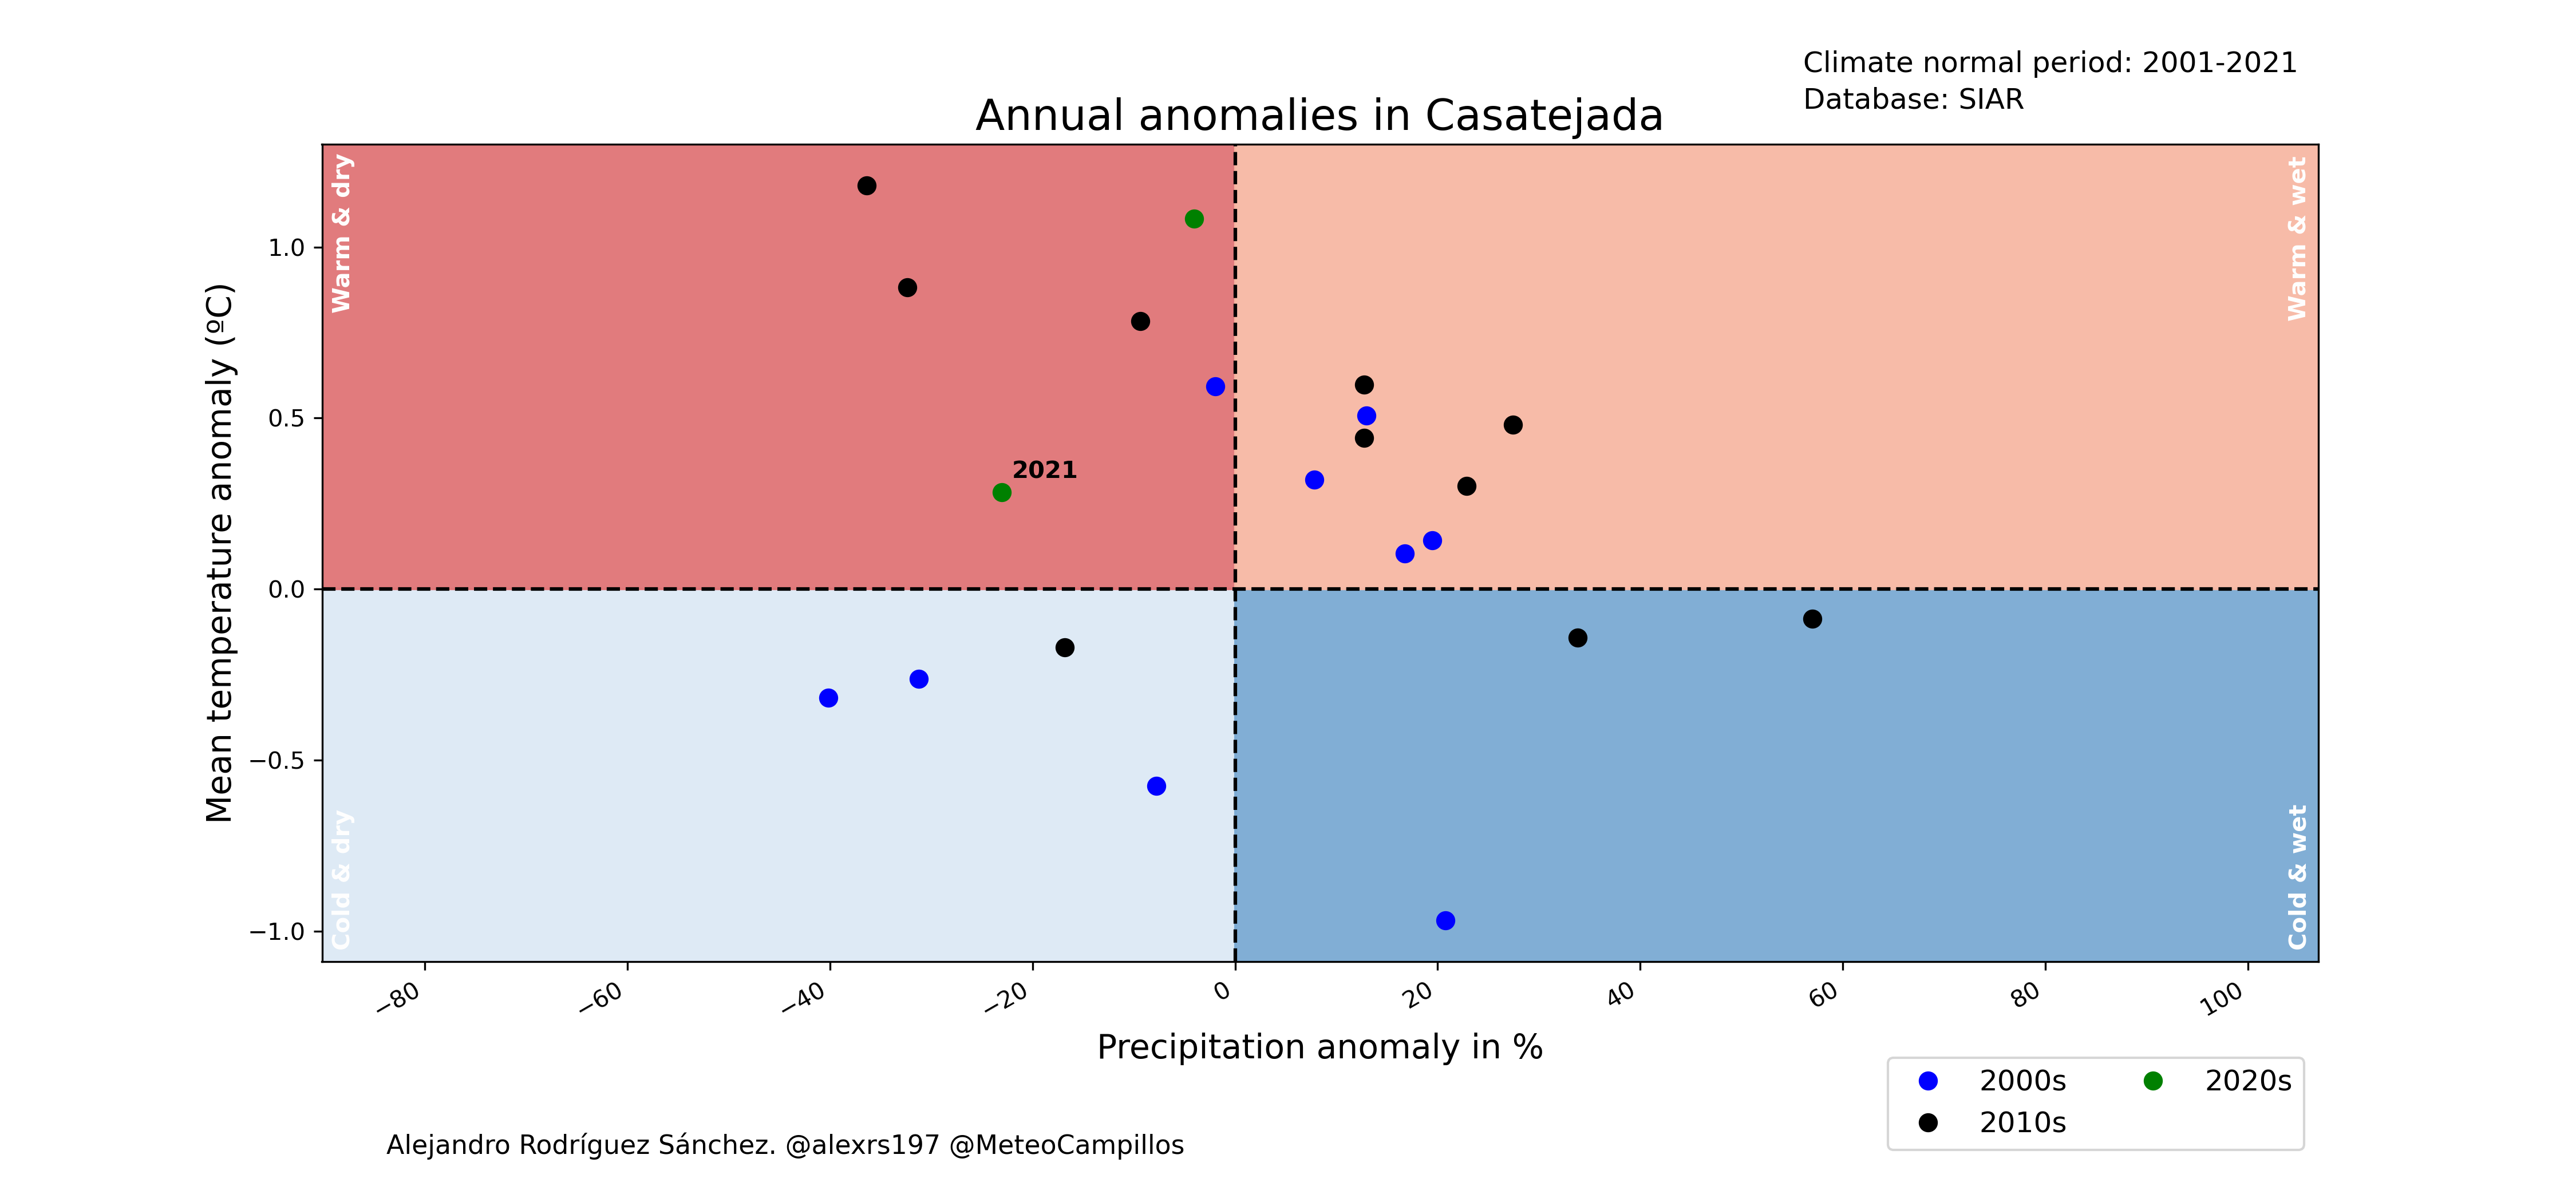 Climate normal period: 2001-2021
Database: SIAR
Annual anomalies in Casatejada
Warm & dry
Warm & wet
Mean temperature anomaly (ºC)
1.0
0.5
0.0
−0.5
−1.0
2021
Cold & dry
Cold & wet
−80
−60
−40
−20
0
20
40
60
80
100
Precipitation anomaly in %
2000s
2010s
2020s
Alejandro Rodríguez Sánchez. @alexrs197 @MeteoCampillos